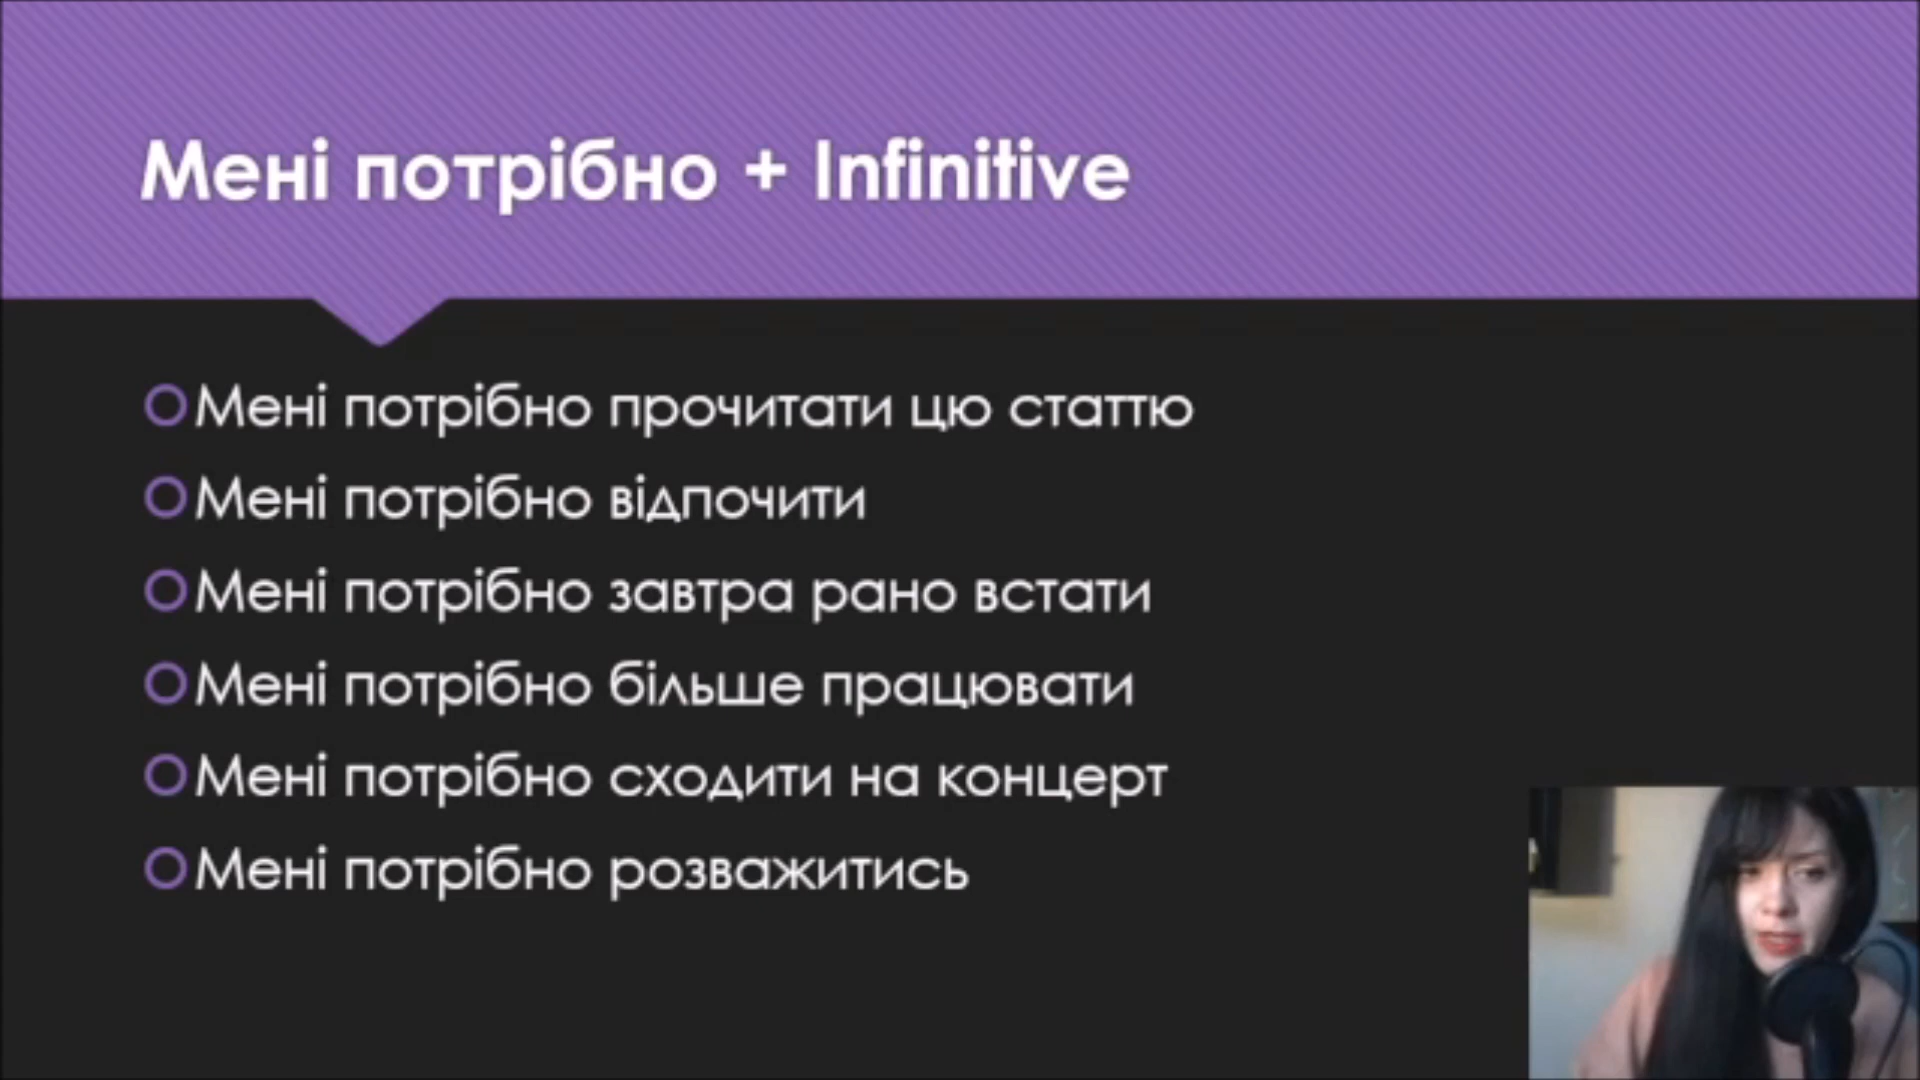 Мені потрібно + Infinitive
Мені потрібно прочитати цю статтю
Мені потрібно відпочити
Мені потрібно завтра рано встати
Мені потрібно більше працювати
Мені потрібно сходити на концерт
Мені потрібно розважитись